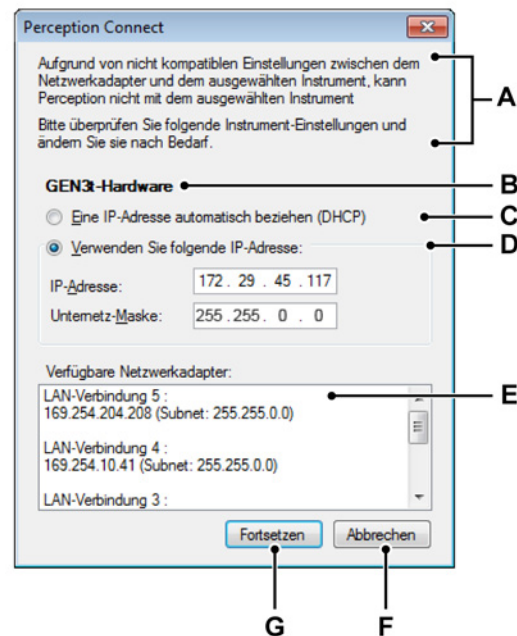 Perception Connect
Aufgrund von nicht kompatiblen Einstellungen zwischen dem
Netzwerkadapter und dem ausgewählten Instrument, kann
Perception nicht mit dem ausgewählten Instrument
Bitte überprüfen Sie folgende Instrument-Einstellungen und
ändern Sie sie nach Bedarf.
A
GEN3t-Hardware
B
Eine IP-Adresse automatisch beziehen (DHCP)
C
Verwenden Sie folgende IP-Adresse:
D
IP-Adresse: 172 . 29 . 45 . 117
Unternetz-Maske: 255 . 255 . 0 . 0
Verfügbare Netzwerkadapter:
LAN-Verbindung 5 :
E
169.254.204.208 (Subnet: 255.255.0.0)
LAN-Verbindung 4 :
169.254.10.41 (Subnet: 255.255.0.0)
LAN-Verbindung 3 :
Fortsetzen Abbrechen
G F